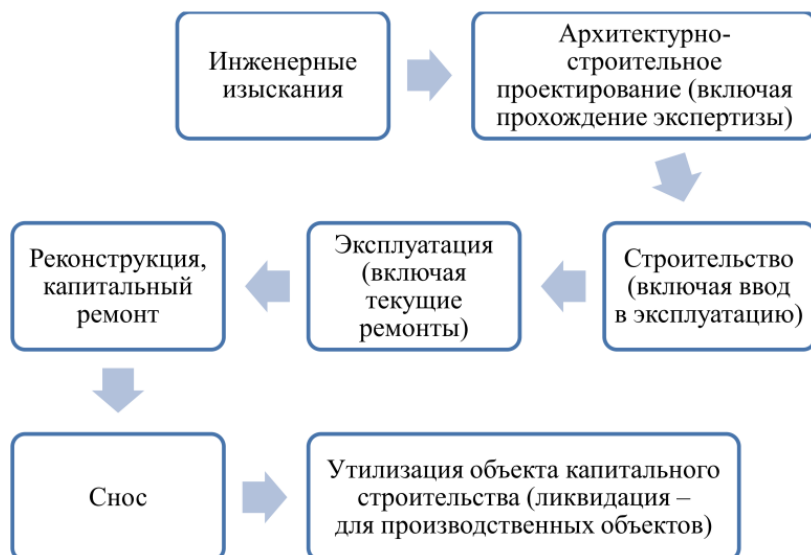 Инженерные
изыскания
Архитектурно-
строительное
проектирование (включая
прохождение экспертизы)
Реконструкция,
капитальный
ремонт
Эксплуатация
(включая
текущие
ремонты)
Строительство
(включая ввод
в эксплуатацию)
Снос
Утилизация объекта капитального
строительства (ликвидация –
для производственных объектов)